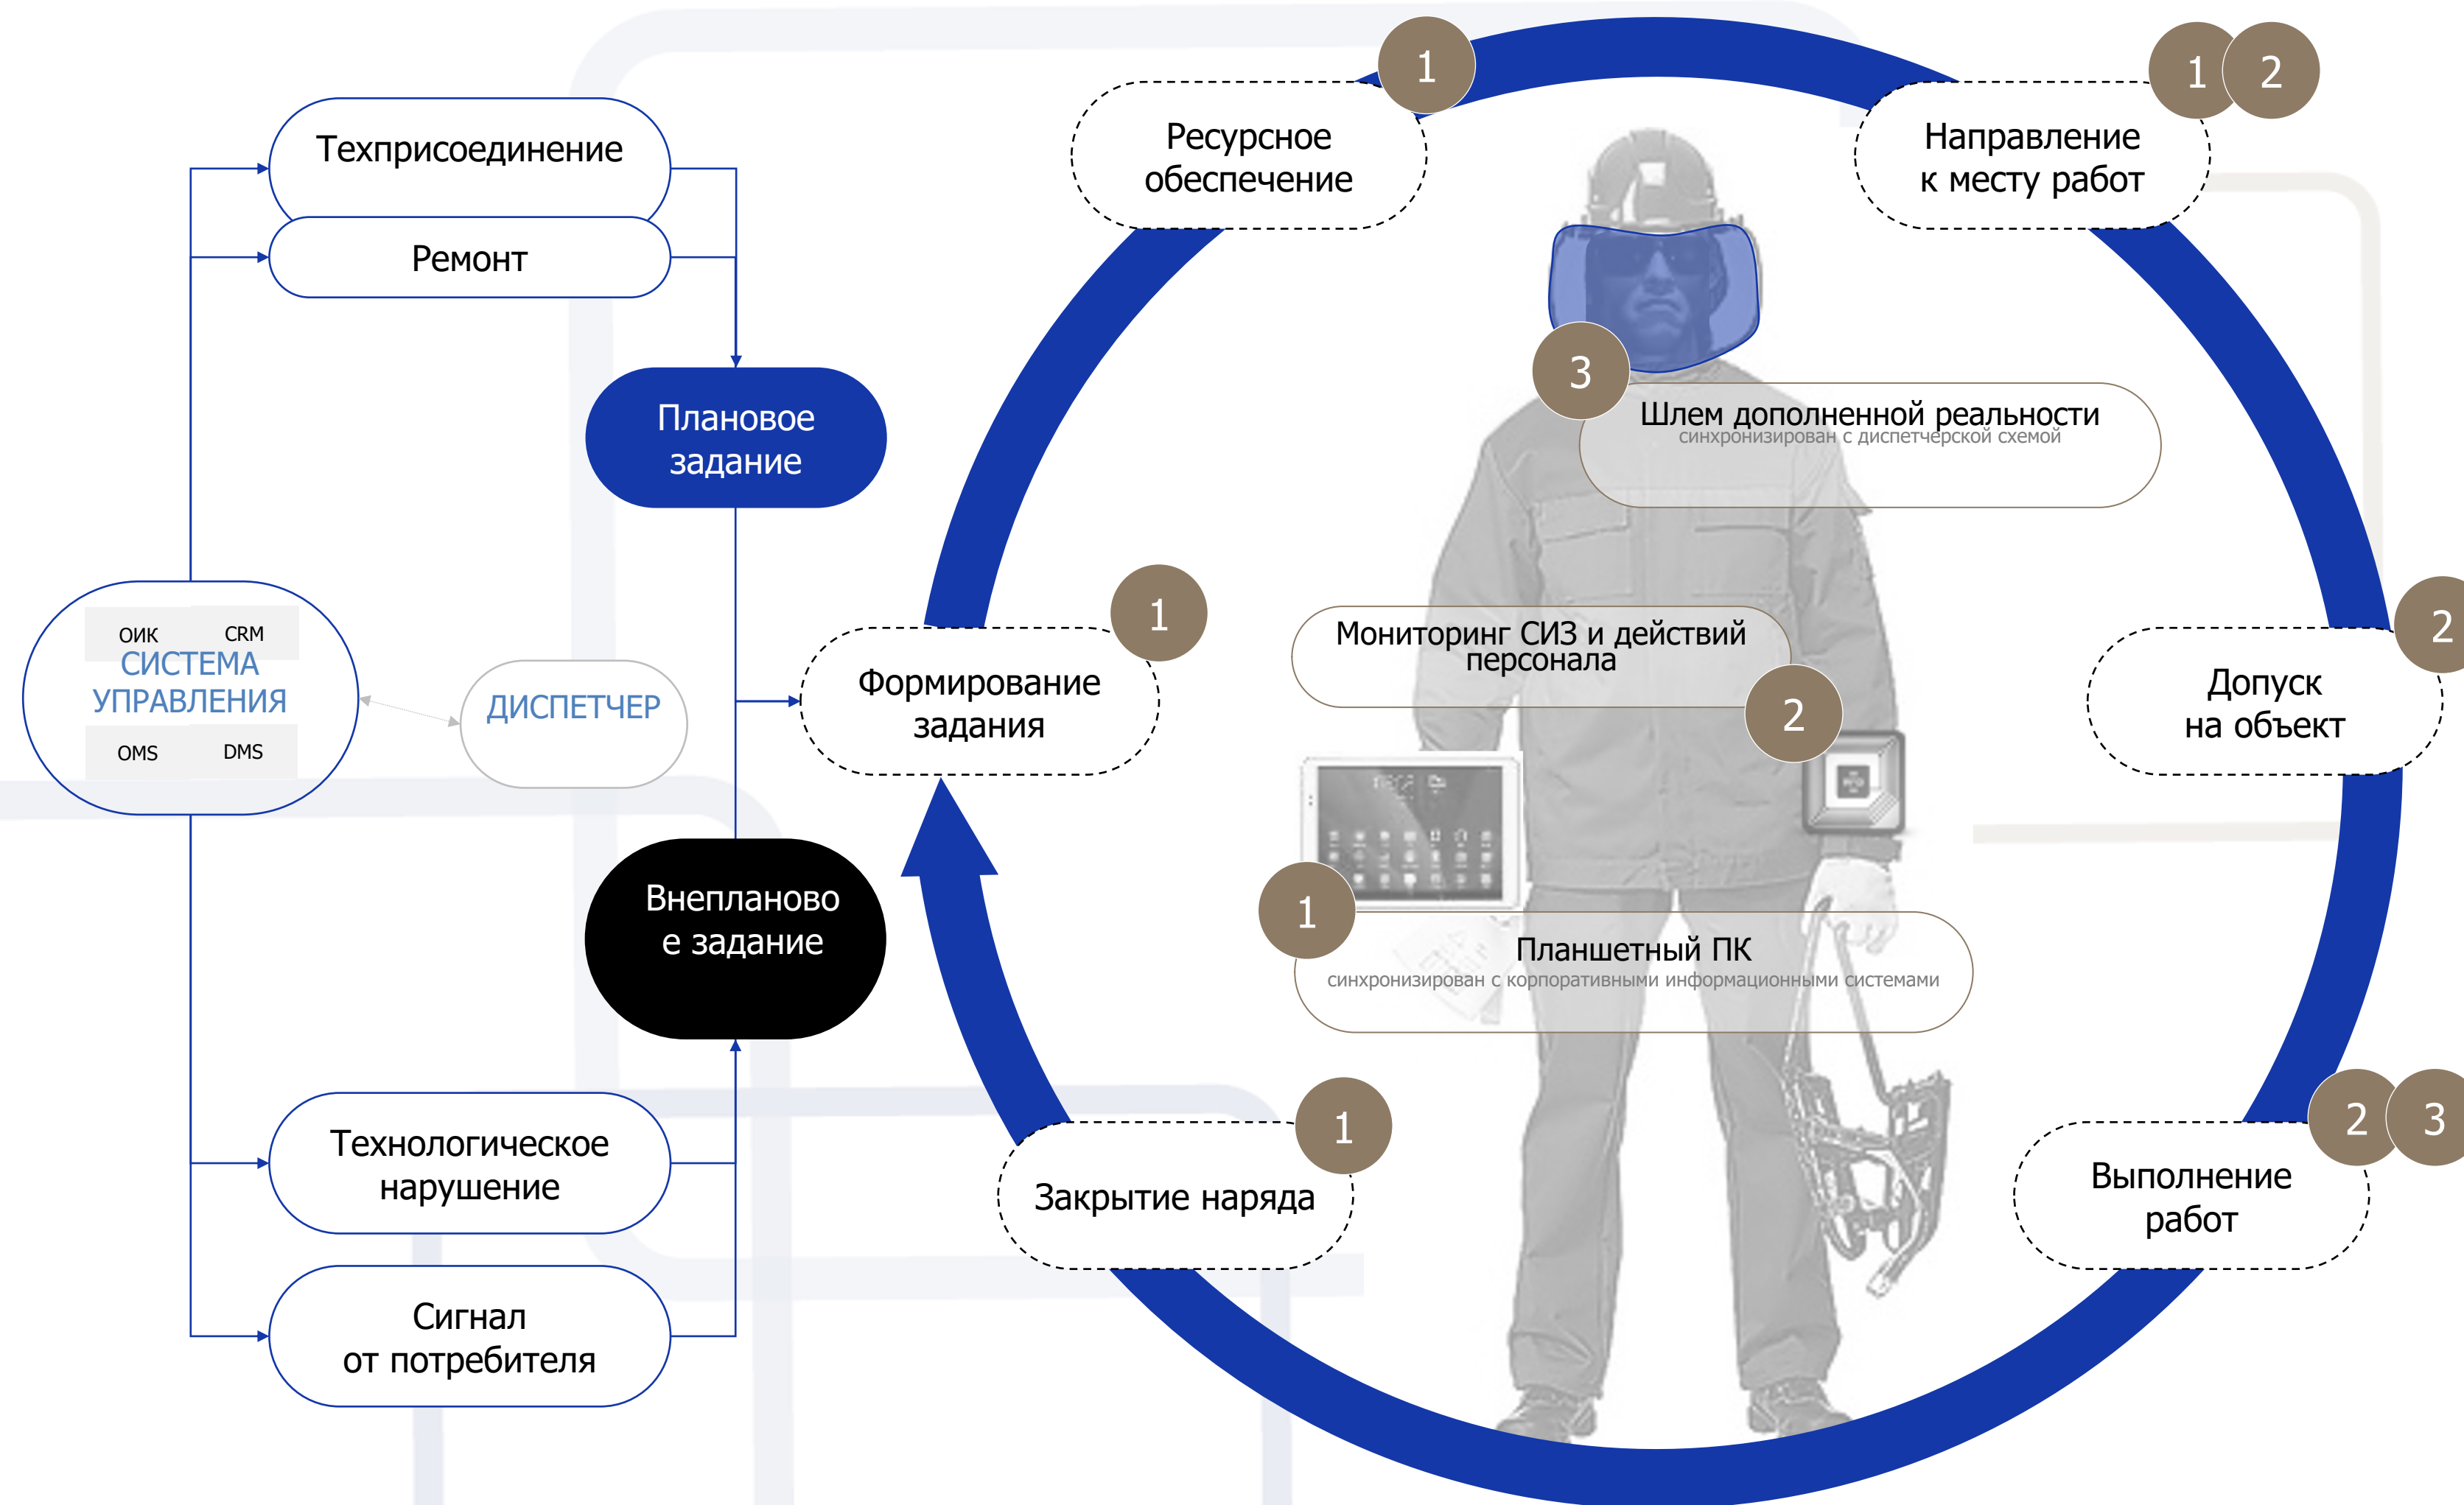 Техприсоединение
Ремонт
Плановое
задание
ОИК
CRM
СИСТЕМА
УПРАВЛЕНИЯ
OMS
DMS
ДИСПЕТЧЕР
Внепланово
е задание
Технологическое
нарушение
Сигнал
от потребителя
1
Формирование
задания
1
Ресурсное
обеспечение
1
2
Направление
к месту работ
2
Допуск
на объект
2
3
Выполнение
работ
1
Закрытие наряда
3
Шлем дополненной реальности
синхронизирован с диспетчерской схемой
Мониторинг СИЗ и действий
персонала
2
1
Планшетный ПК
синхронизирован с корпоративными информационными системами